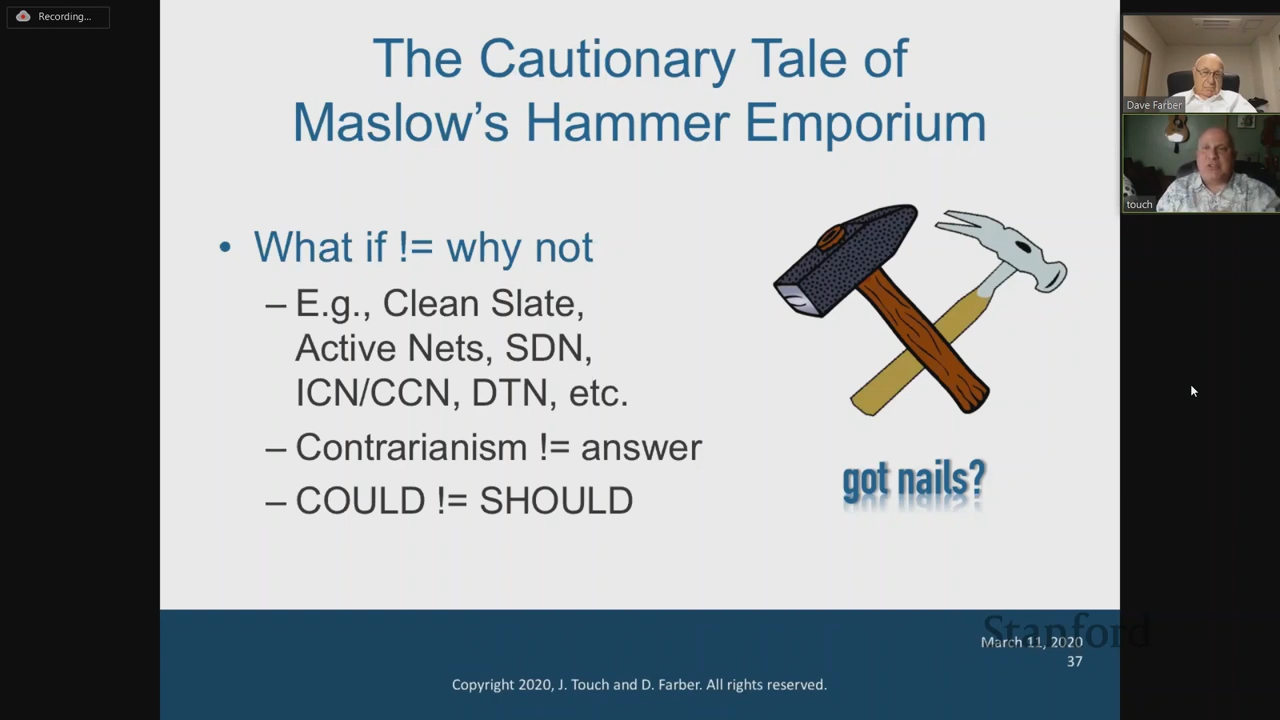 Recording...
The Cautionary Tale of
Maslow's Hammer Emporium
• What if != why not
– E.g., Clean Slate,
Active Nets, SDN,
ICN/CCN, DTN, etc.
– Contrarianism != answer
– COULD != SHOULD
got nails?
Dave Farber
touch
Stanford
March 11, 2020
37
Copyright 2020, J. Touch and D. Farber. All rights reserved.